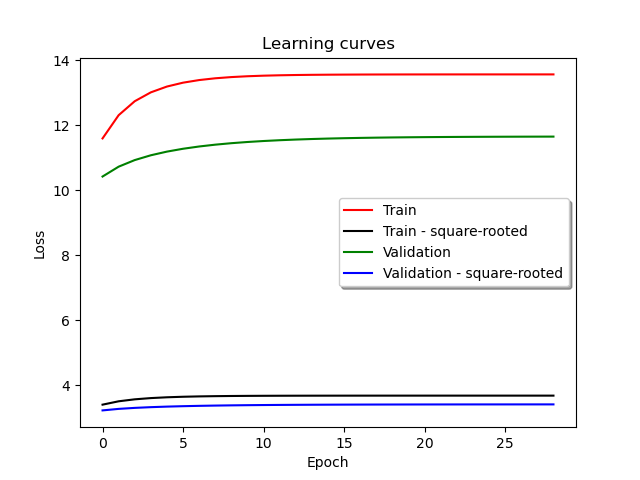 Learning curves
14
12
10
8
6
4
Loss
Train
Train - square-rooted
Validation
Validation - square-rooted
0 5 10 15 20 25
Epoch